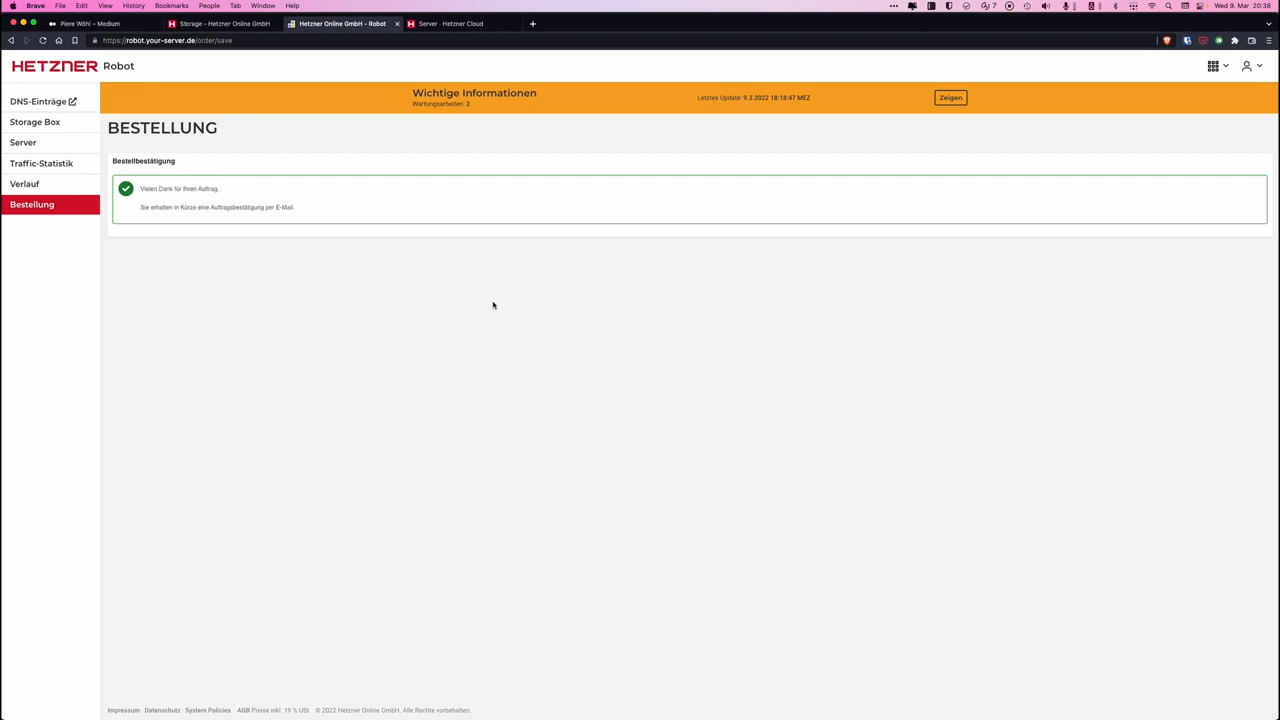 Brave File Edit View History Bookmarks People Tab Window Help
7
Wed 9. Mar. 20:38
Piere Wöhl – Medium
Storage - Hetzner Online GmbH
Hetzner Online GmbH - Robot
Server · Hetzner Cloud
https://robot.your-server.de/order/save
HETZNER Robot
Wichtige Informationen
Wartungsarbeiten: 2
Letztes Update: 9.3.2022 18:18:47 MEZ
Zeigen
DNS-Einträge
Storage Box
Server
Traffic-Statistik
Verlauf
Bestellung
BESTELLUNG
Bestellbestätigung
Vielen Dank für Ihren Auftrag.
Sie erhalten in Kürze eine Auftragsbestätigung per E-Mail.
Impressum Datenschutz System Policies AGB Preise inkl. 19 % USt © 2022 Hetzner Online GmbH. Alle Rechte vorbehalten.